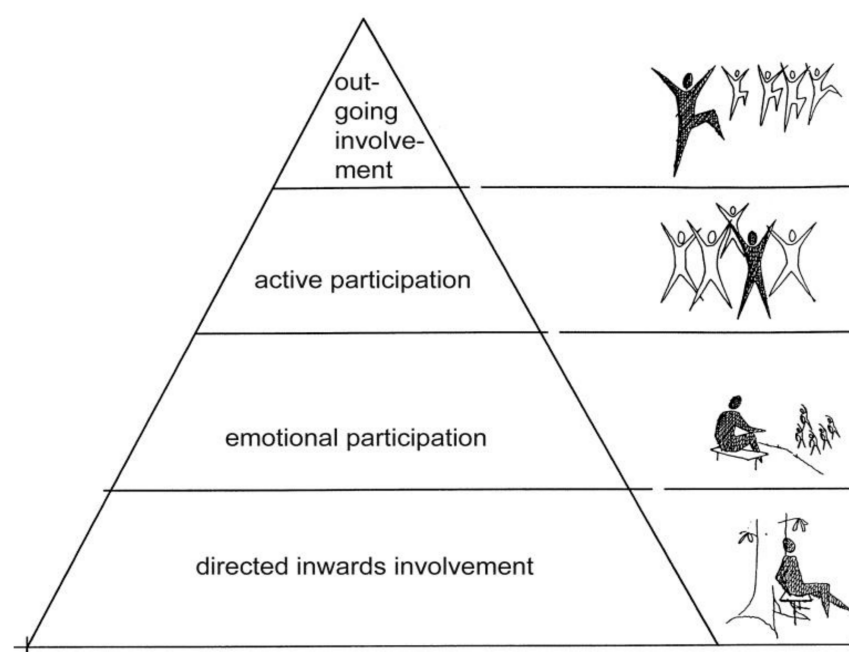 out-
going
involve-
ment
active participation
emotional participation
directed inwards involvement